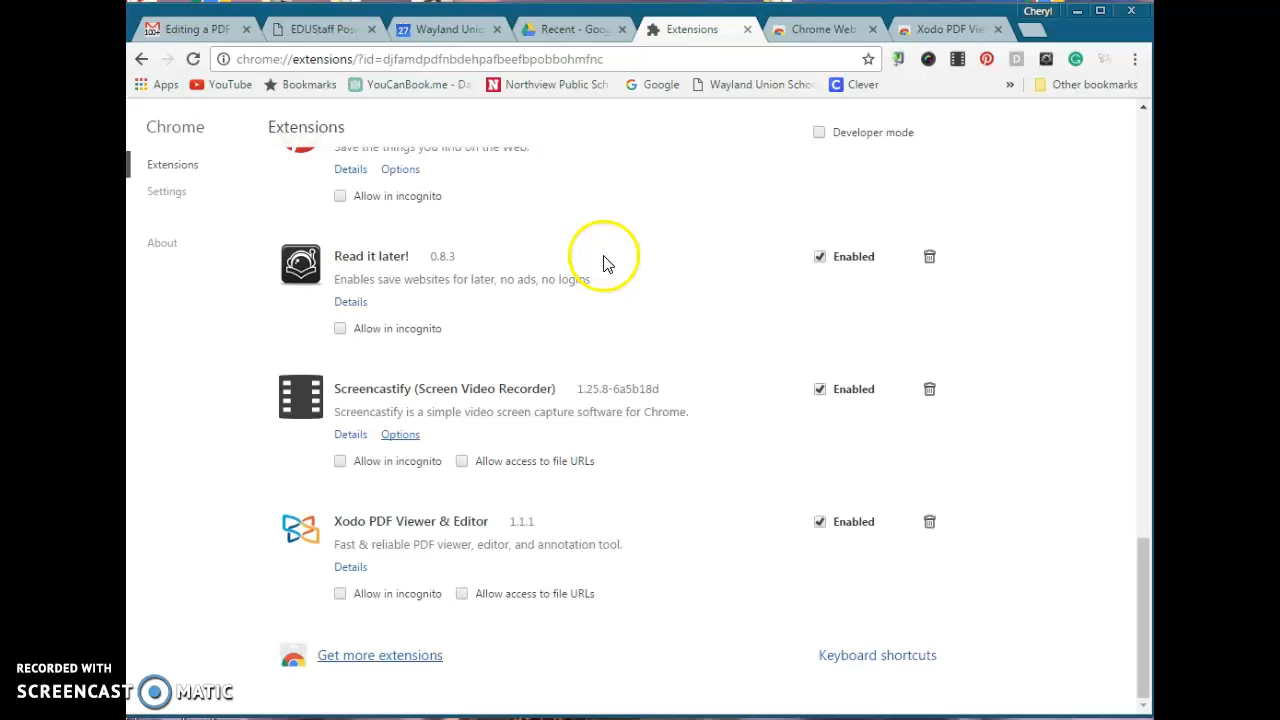 Cheryl
100+ Editing a PDF
EDUStaff Pos
27 Wayland Unio
Recent - Goog
Extensions
Chrome Web
Xodo PDF Vie
chrome://extensions/?id=djfamdpdfnbdehpafbeefbpobbohmfnc
Apps
YouTube
Bookmarks
YouCanBook.me - Da
N Northview Public Sch
G Google
Wayland Union Schoo
C Clever
» Other bookmarks
Chrome
Extensions
Settings
About
Extensions
Developer mode
Save the things you find on the Web.
Details Options
Allow in incognito
Read it later! 0.8.3 Enabled
Enables save websites for later, no ads, no logins
Details
Allow in incognito
Screencastify (Screen Video Recorder) 1.25.8-6a5b18d Enabled
Screencastify is a simple video screen capture software for Chrome.
Details Options
Allow in incognito Allow access to file URLs
Xodo PDF Viewer & Editor 1.1.1 Enabled
Fast & reliable PDF viewer, editor, and annotation tool.
Details
Allow in incognito Allow access to file URLs
Get more extensions Keyboard shortcuts
RECORDED WITH
SCREENCAST MATIC